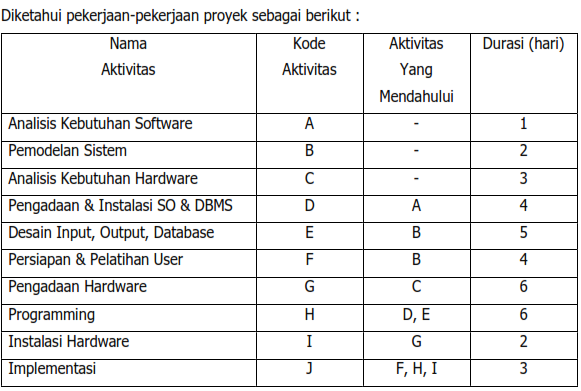 Diketahui pekerjaan-pekerjaan proyek sebagai berikut :
Nama Aktivitas Kode Aktivitas Aktivitas Yang Mendahului Durasi (hari)
Analisis Kebutuhan Software A - 1
Pemodelan Sistem B - 2
Analisis Kebutuhan Hardware C - 3
Pengadaan & Instalasi SO & DBMS D A 4
Desain Input, Output, Database E B 5
Persiapan & Pelatihan User F B 4
Pengadaan Hardware G C 6
Programming H D, E 6
Instalasi Hardware I G 2
Implementasi J F, H, I 3